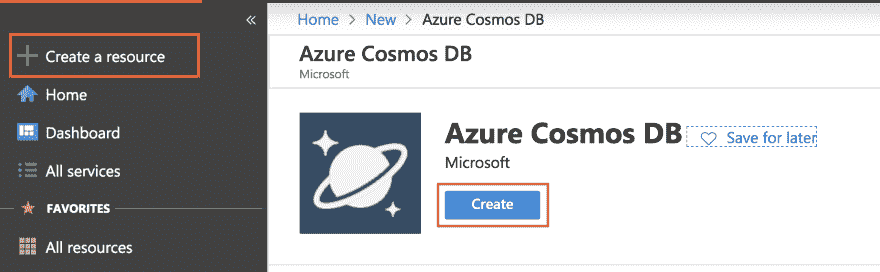 «
Create a resource
Home
Dashboard
All services
FAVORITES
All resources
Home > New > Azure Cosmos DB
Azure Cosmos DB
Microsoft
Azure Cosmos DB
Save for later
Microsoft
Create